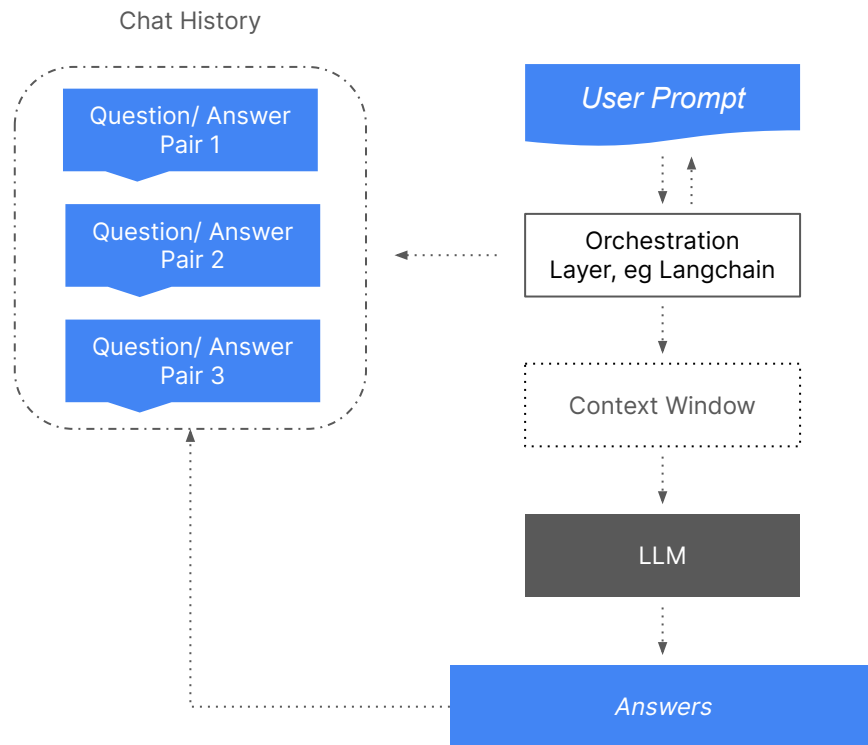 Chat History
Question/ Answer
Pair 1
Question/ Answer
Pair 2
Question/ Answer
Pair 3
User Prompt
Orchestration
Layer, eg Langchain
Context Window
LLM
Answers